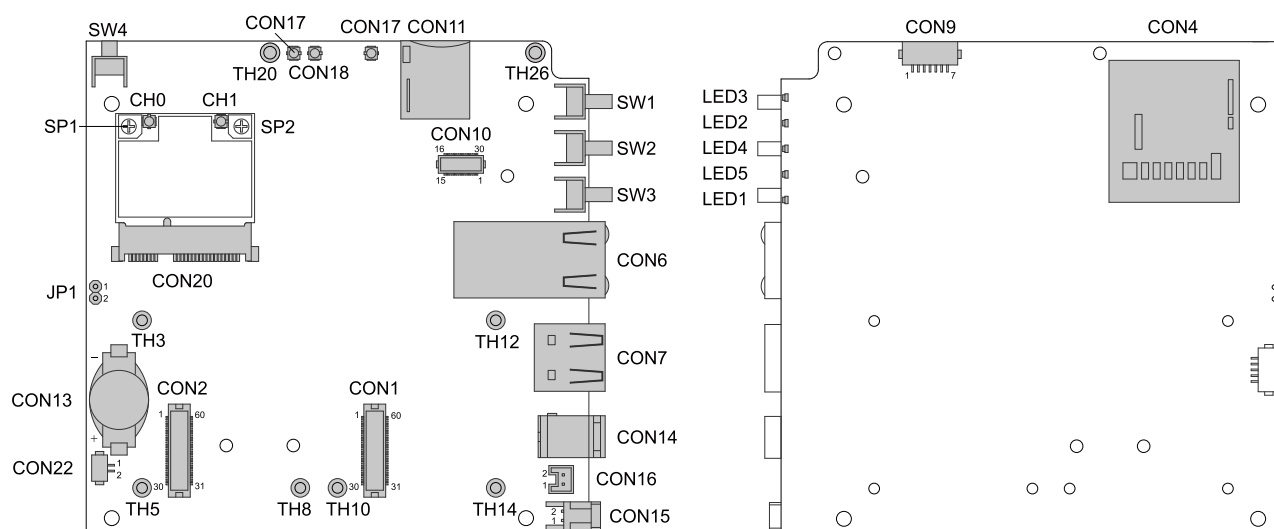 SW4
CON17
CON17
CON11
TH20
CON18
TH26
CH0
CH1
SP1
SP2
CON10
16
30
15
1
SW1
SW2
SW3
CON6
CON20
JP1
1
2
TH3
TH12
CON7
−
CON13
+
CON2
1
60
30
31
CON1
1
60
30
31
CON14
CON22
1
2
TH5
TH8
TH10
TH14
2
1
CON16
2
1
CON15
CON9
1
7
CON4
LED3
LED2
LED4
LED5
LED1